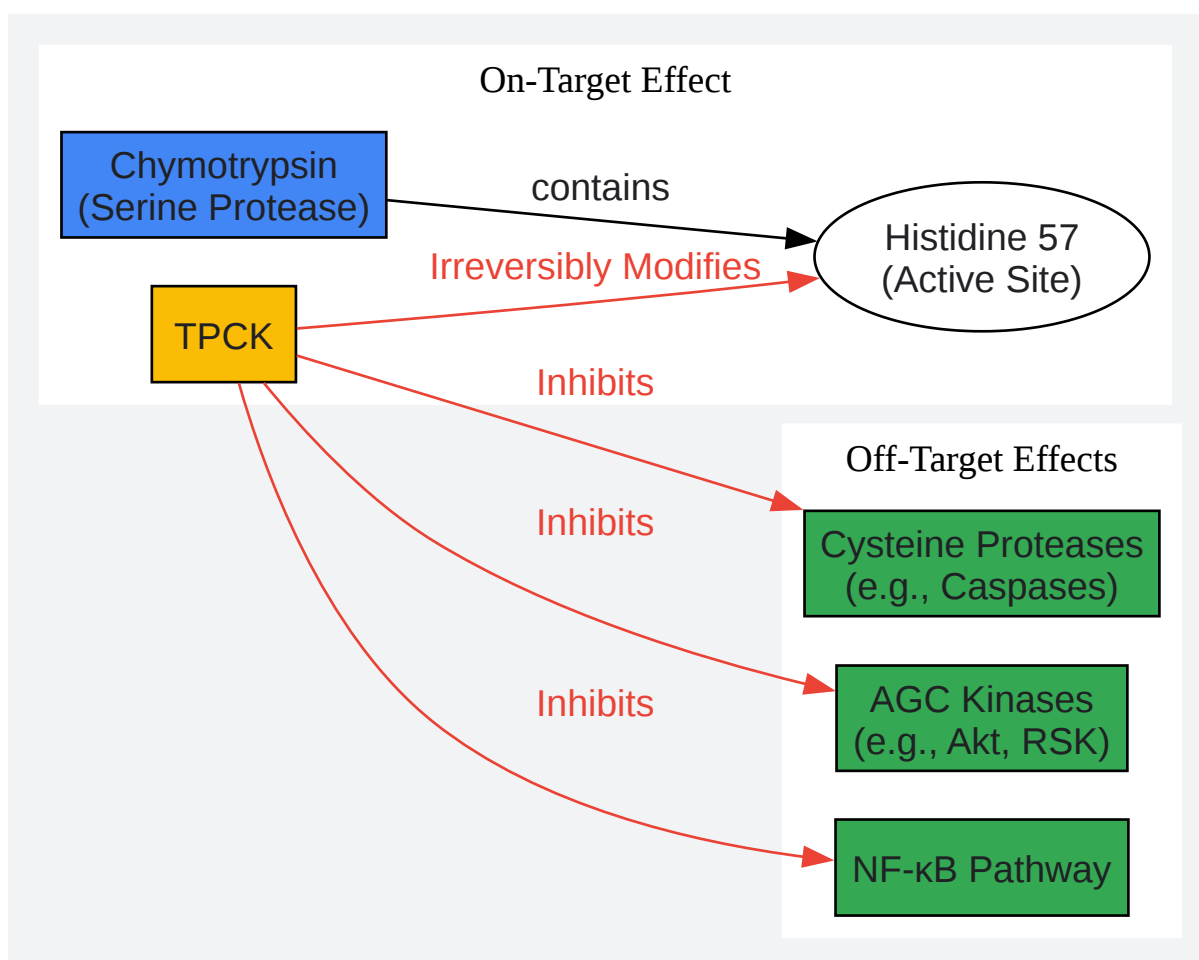 On-Target Effect
Chymotrypsin
(Serine Protease)
contains
Histidine 57
(Active Site)
Irreversibly Modifies
TPCK
Inhibits
Off-Target Effects
Inhibits
Cysteine Proteases
(e.g., Caspases)
Inhibits
AGC Kinases
(e.g., Akt, RSK)
NF-κB Pathway